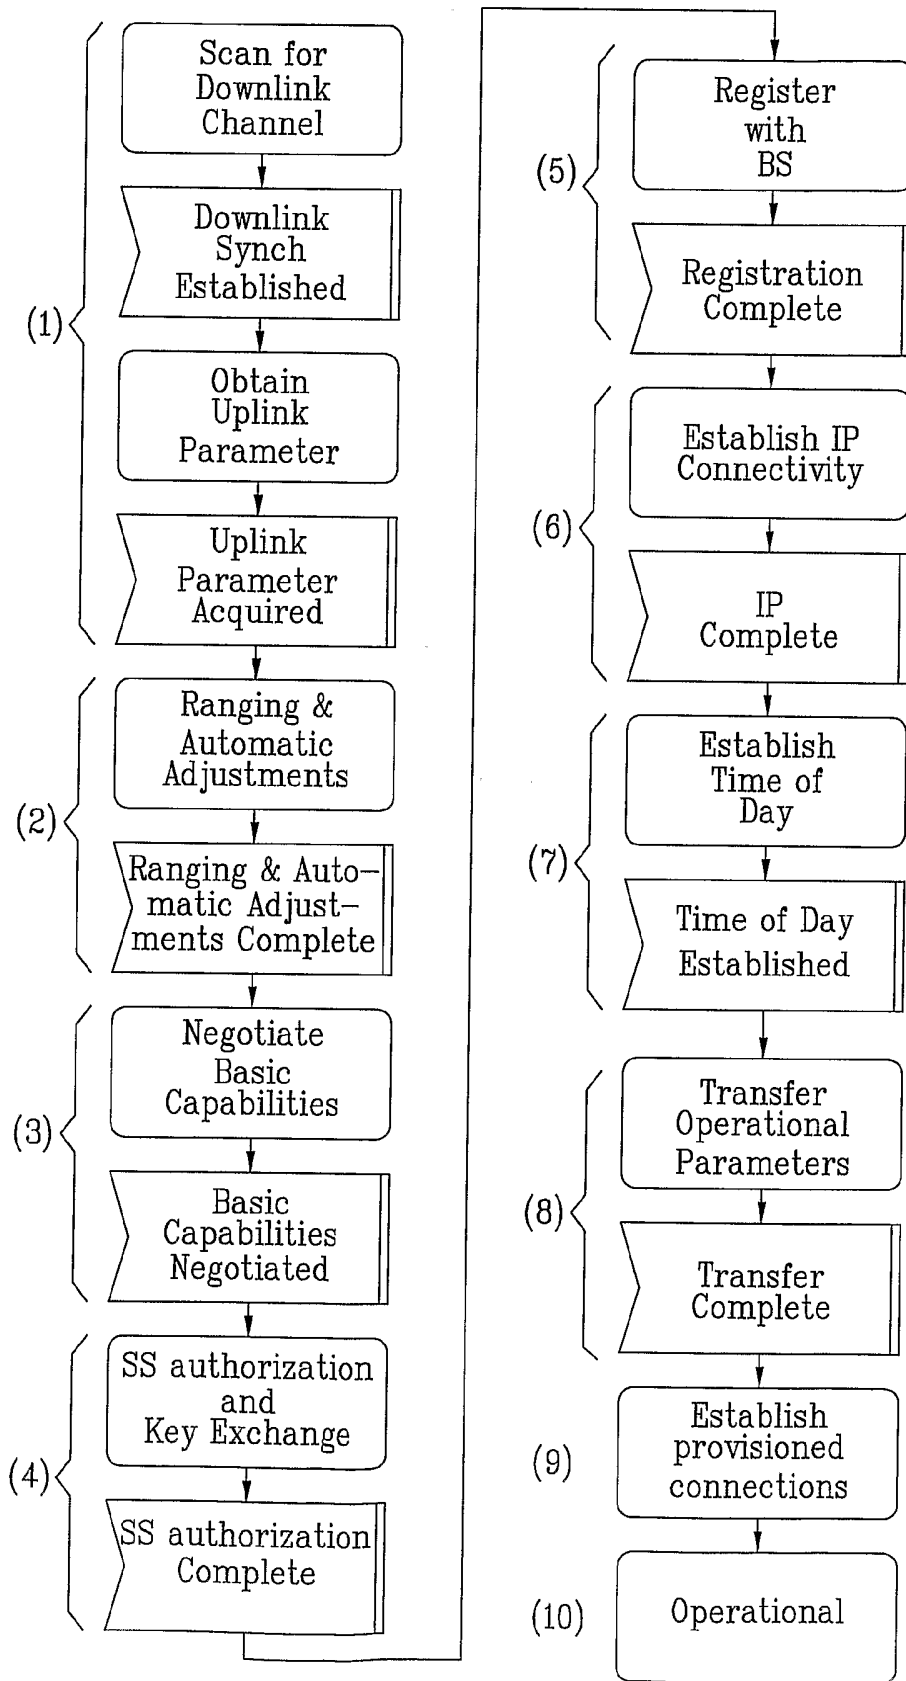 Scan for
Downlink
Channel
Downlink
Synch
Established
(1)
Obtain
Uplink
Parameter
Uplink
Parameter
Acquired
Ranging &
Automatic
Adjustments
(2)
Ranging & Auto-
matic Adjust-
ments Complete
Negotiate
Basic
Capabilities
(3)
Basic
Capabilities
Negotiated
SS authorization
and
Key Exchange
(4)
SS authorization
Complete
Register
with
BS
(5)
Registration
Complete
Establish IP
Connectivity
(6)
IP
Complete
Establish
Time of
Day
(7)
Time of Day
Established
Transfer
Operational
Parameters
(8)
Transfer
Complete
Establish
provisioned
connections
(9)
Operational
(10)